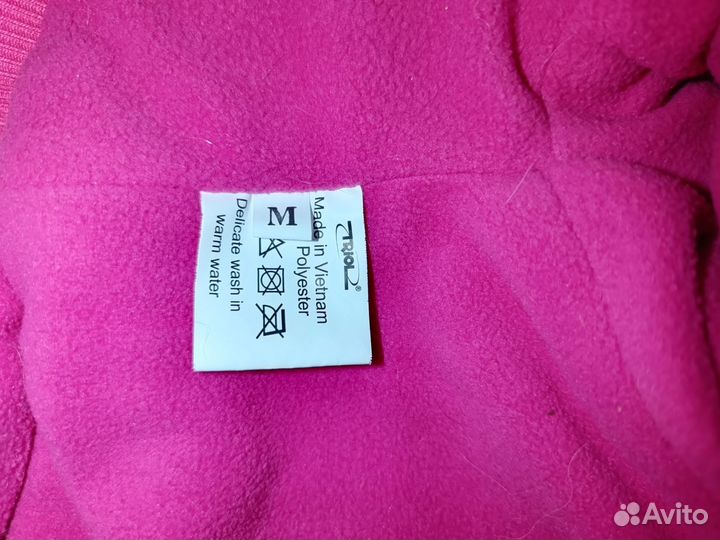 TRIOL®
Made in Vietnam
Polyester
M
Delicate wash in
warm water
Avito